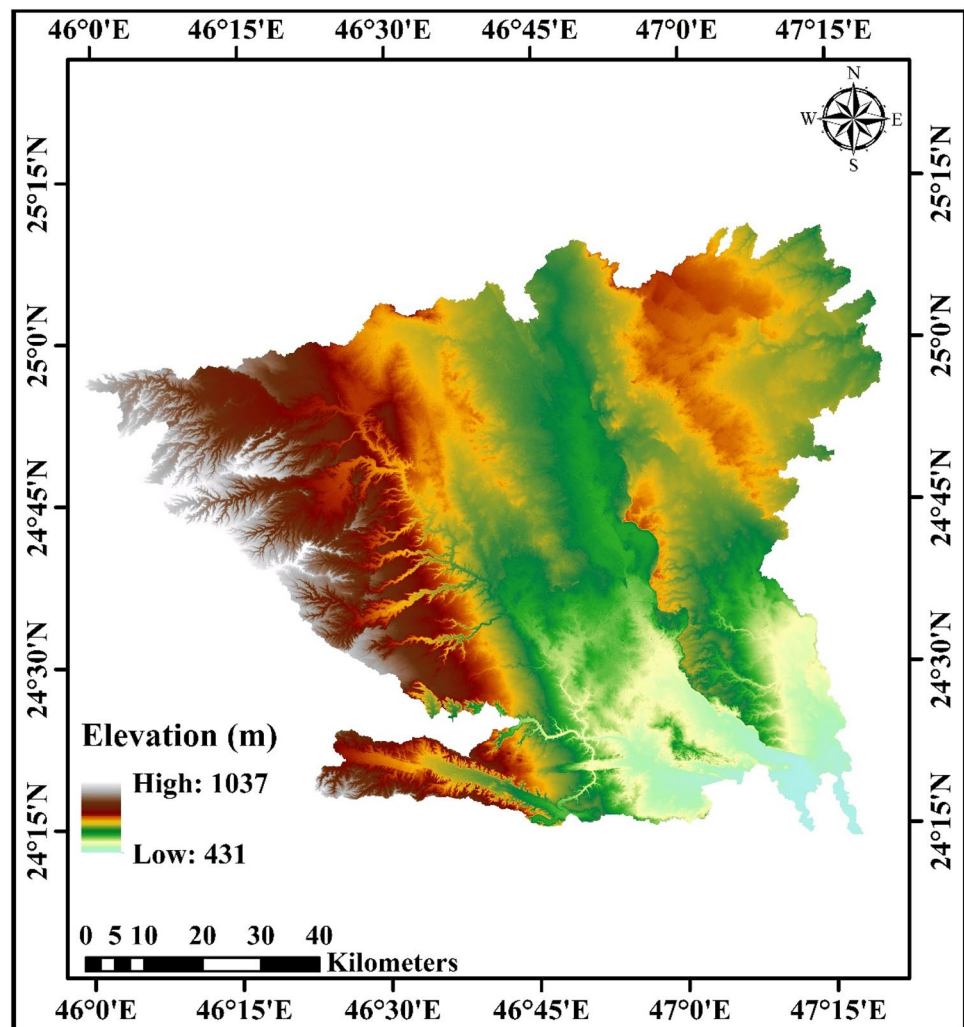 46°0'E 46°15'E 46°30'E 46°45'E 47°0'E 47°15'E
N
W E
S
25°15'N 25°15'N
25°0'N 25°0'N
24°45'N 24°45'N
24°30'N 24°30'N
24°15'N 24°15'N
Elevation (m)
High: 1037
Low: 431
0 5 10 20 30 40
Kilometers
46°0'E 46°15'E 46°30'E 46°45'E 47°0'E 47°15'E